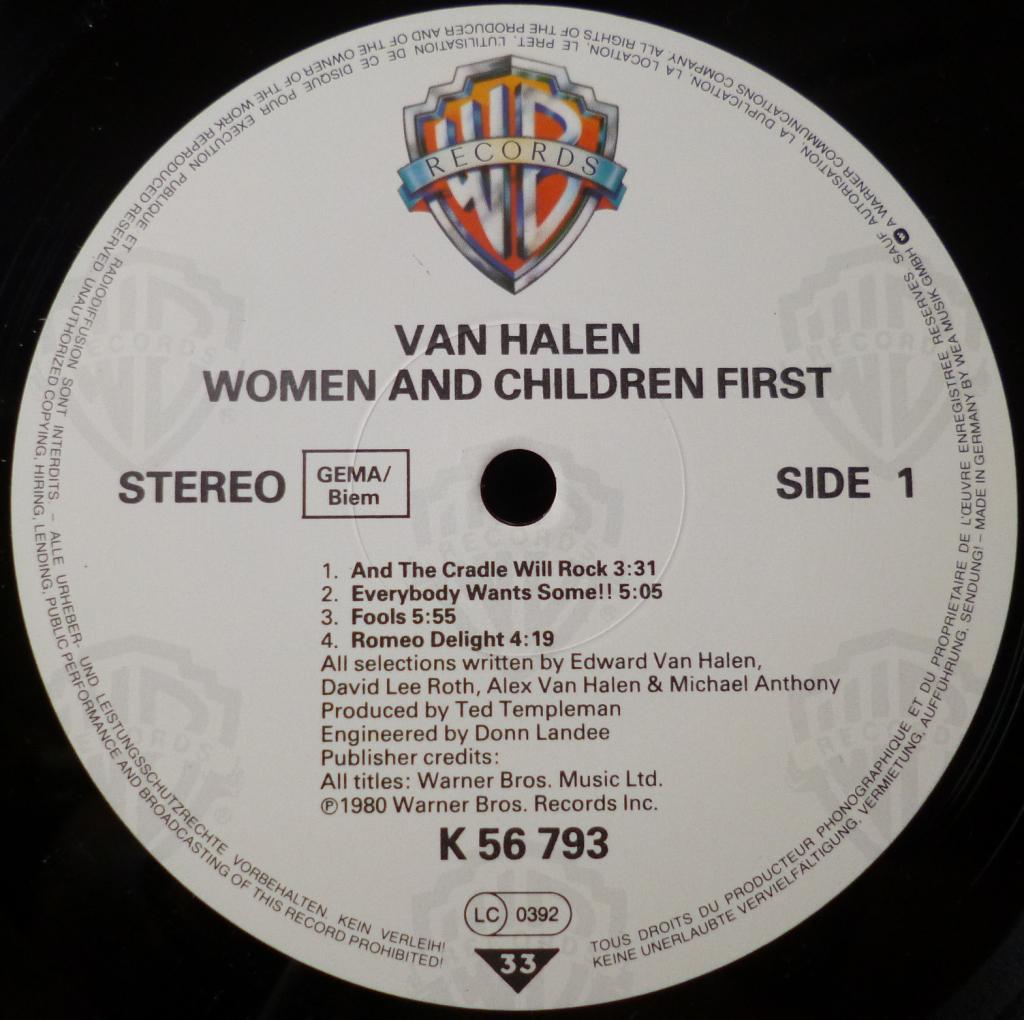 RECORDS
VAN HALEN
WOMEN AND CHILDREN FIRST
STEREO
GEMA/
Biem
SIDE 1
1. And The Cradle Will Rock 3:31
2. Everybody Wants Some!! 5:05
3. Fools 5:55
4. Romeo Delight 4:19
All selections written by Edward Van Halen,
David Lee Roth, Alex Van Halen & Michael Anthony
Produced by Ted Templeman
Engineered by Donn Landee
Publisher credits:
All titles: Warner Bros. Music Ltd.
℗1980 Warner Bros. Records Inc.
K 56 793
LC 0392
33
TOUS DROITS DU PRODUCTEUR PHONOGRAPHIQUE ET DU PROPRIETAIRE DE L'ŒUVRE ENREGISTREE RESERVES. SAUF AUTORISATION, LA DUPLICATION, LA LOCATION, LE PRET, L'UTILISATION DE CE DISQUE POUR EXECUTION PUBLIQUE ET RADIODIFFUSION SONT INTERDITS – ALLE URHEBER- UND LEISTUNGSSCHUTZRECHTE VORBEHALTEN. KEIN VERLEIH!
KEINE UNERLAUBTE VERVIELFÄLTIGUNG, VERMIETUNG, AUFFÜHRUNG, SENDUNG! – MADE IN GERMANY BY WEA MUSIK GMBH A WARNER COMMUNICATIONS COMPANY. ALL RIGHTS OF THE PRODUCER AND OF THE OWNER OF THE WORK REPRODUCED RESERVED. UNAUTHORIZED COPYING, HIRING, LENDING, PUBLIC PERFORMANCE AND BROADCASTING OF THIS RECORD PROHIBITED!